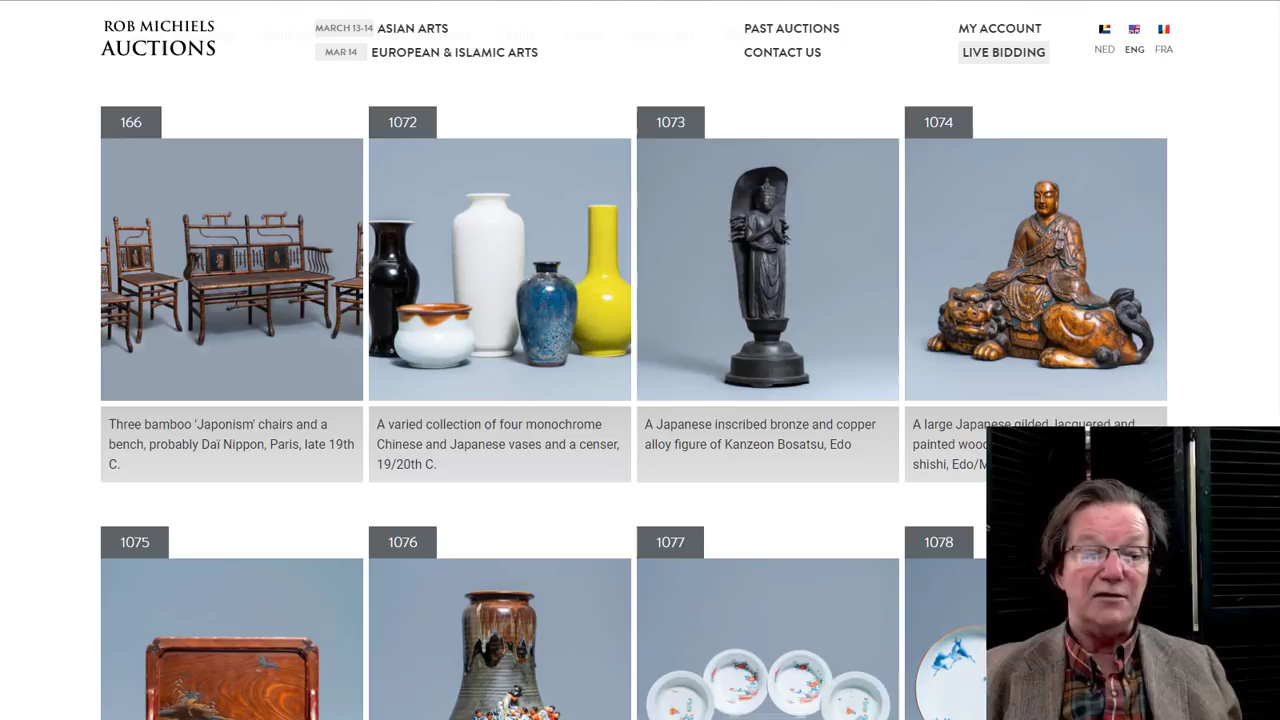 ROB MICHIELS
AUCTIONS
MARCH 13-14 ASIAN ARTS
MAR 14 EUROPEAN & ISLAMIC ARTS
PAST AUCTIONS
CONTACT US
MY ACCOUNT
LIVE BIDDING
NED ENG FRA
166
1072
1073
1074
Three bamboo 'Japonism' chairs and a
bench, probably Daï Nippon, Paris, late 19th
C.
A varied collection of four monochrome
Chinese and Japanese vases and a censer,
19/20th C.
A Japanese inscribed bronze and copper
alloy figure of Kanzeon Bosatsu, Edo
A large Japanese gilded, lacquered and
painted wood
shishi, Edo/M
1075
1076
1077
1078